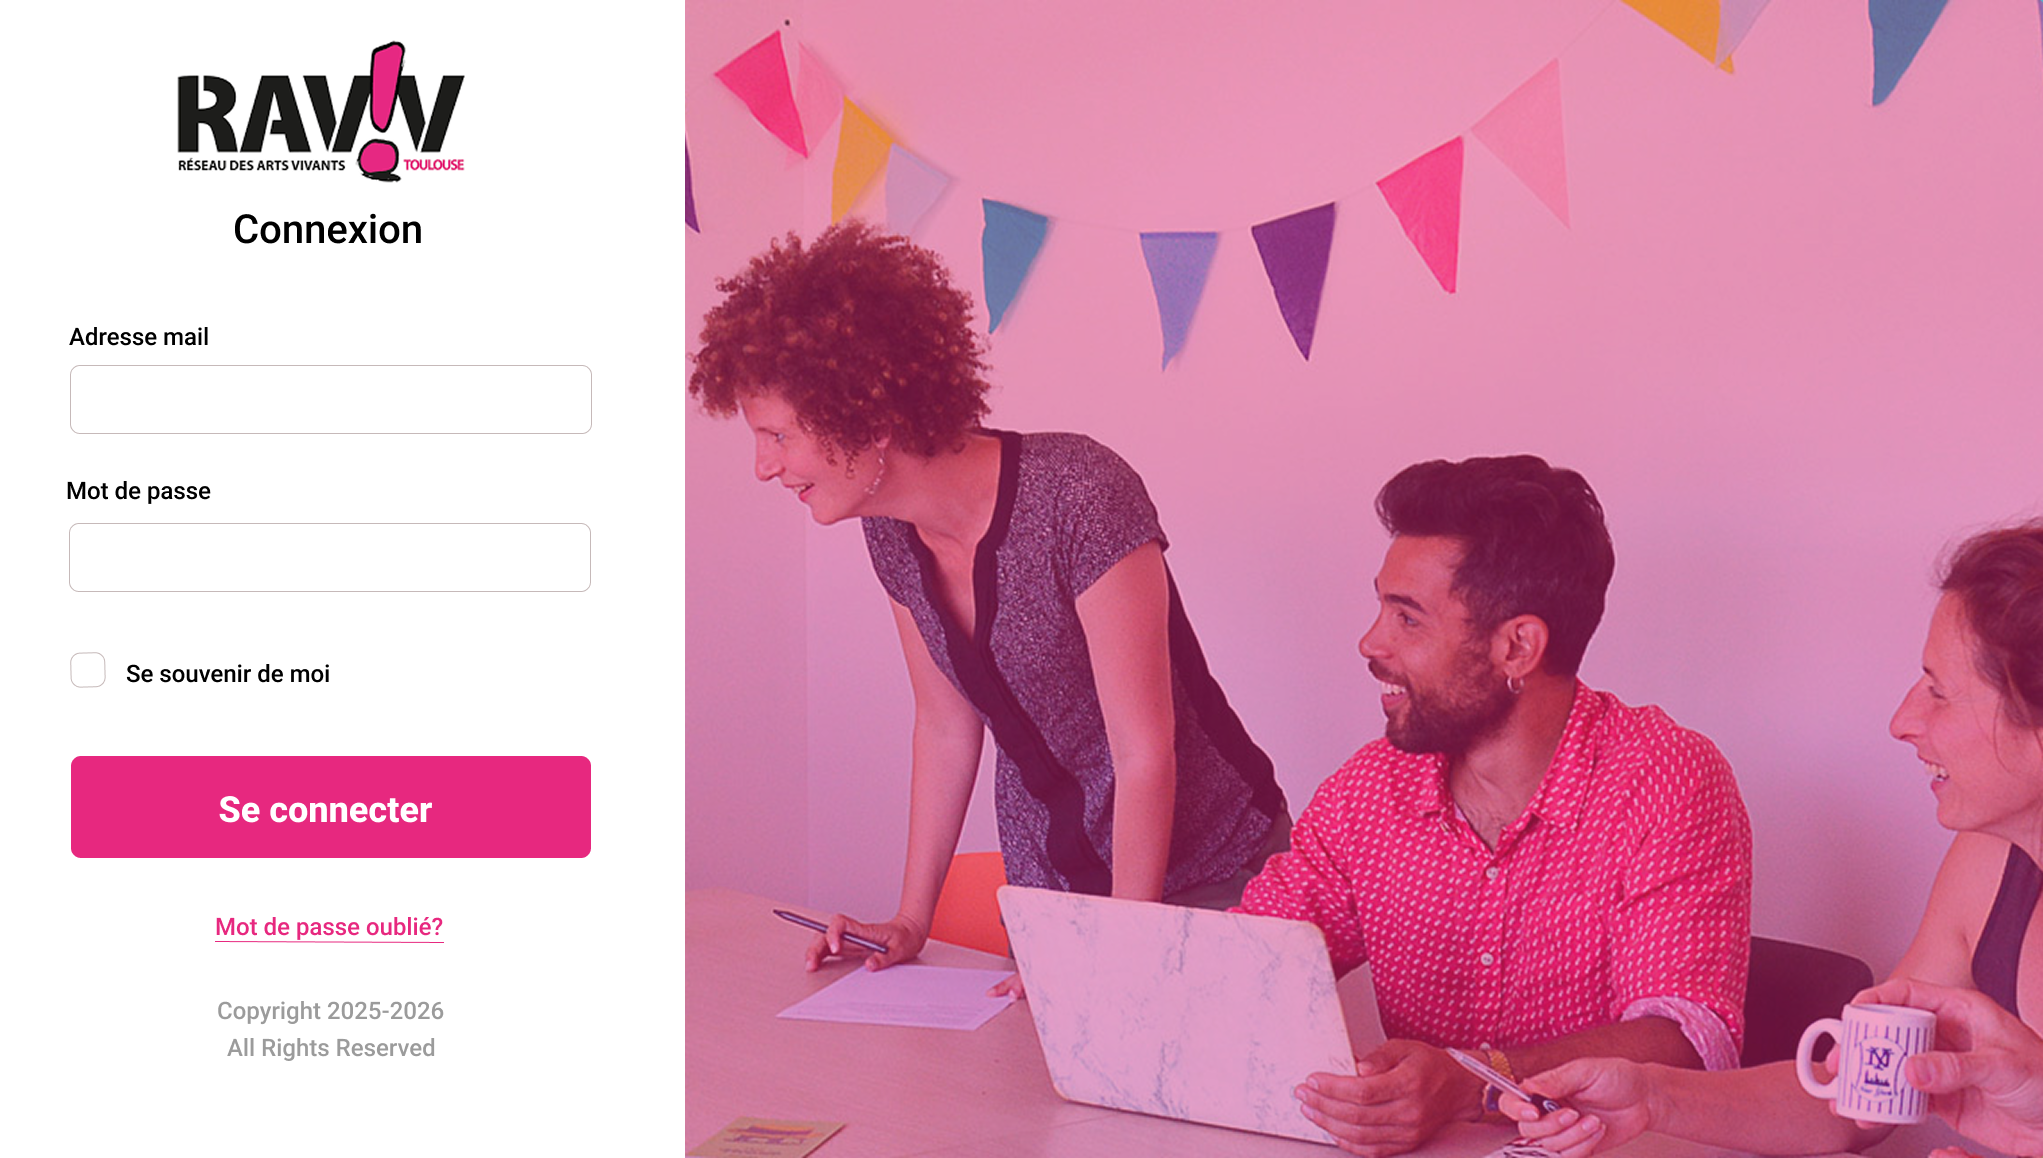 RAV!V
RÉSEAU DES ARTS VIVANTS TOULOUSE
Connexion
Adresse mail
Mot de passe
Se souvenir de moi
Se connecter
Mot de passe oublié?
Copyright 2025-2026
All Rights Reserved
NY